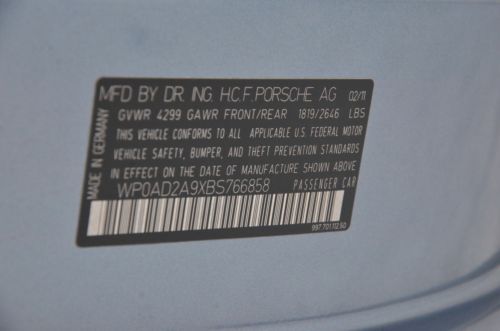 MFD BY DR. ING. H.C.F. PORSCHE AG 02/11
GVWR 4299 GAWR FRONT/REAR 1819/2646 LBS
THIS VEHICLE CONFORMS TO ALL APPLICABLE U.S. FEDERAL MOTOR
VEHICLE SAFETY, BUMPER, AND THEFT PREVENTION STANDARDS
IN EFFECT ON THE DATE OF MANUFACTURE SHOWN ABOVE.
WP0AD2A9XBS766858 PASSENGER CAR
997.701.112.50
MADE IN GERMANY